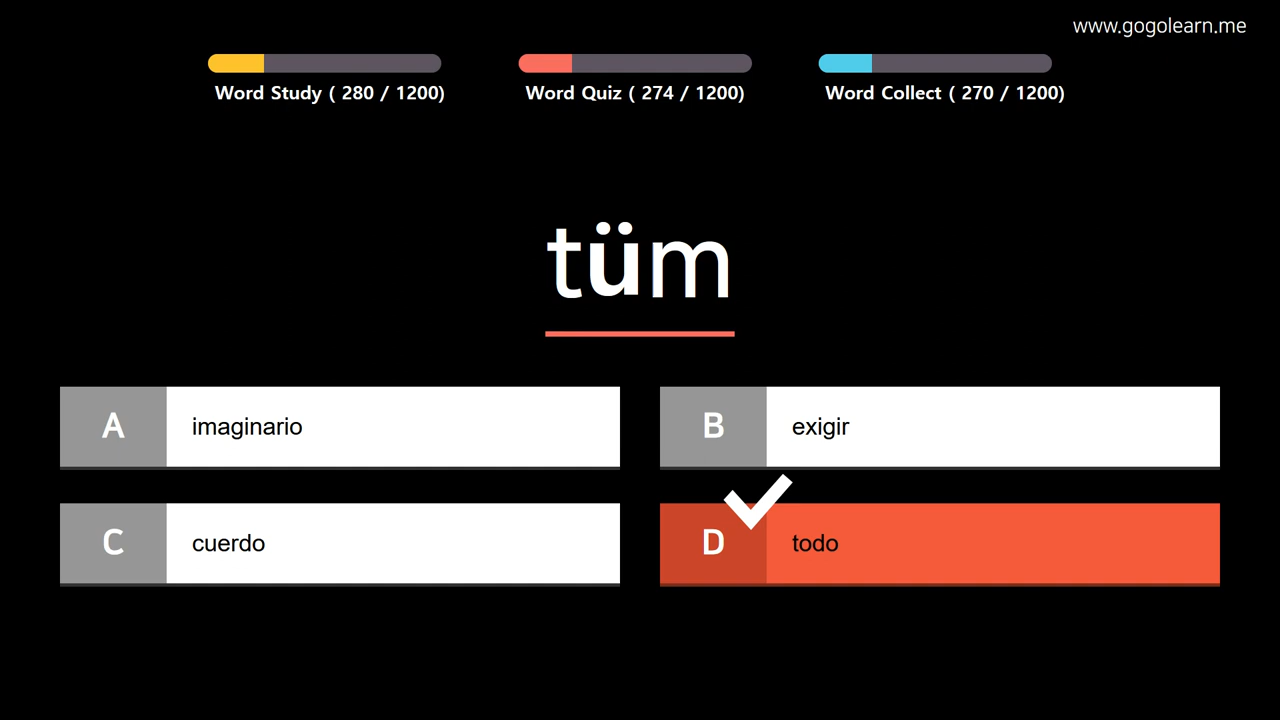 www.gogolearn.me
Word Study ( 280 / 1200)
Word Quiz ( 274 / 1200)
Word Collect ( 270 / 1200)
tüm
A imaginario
B exigir
C cuerdo
D todo